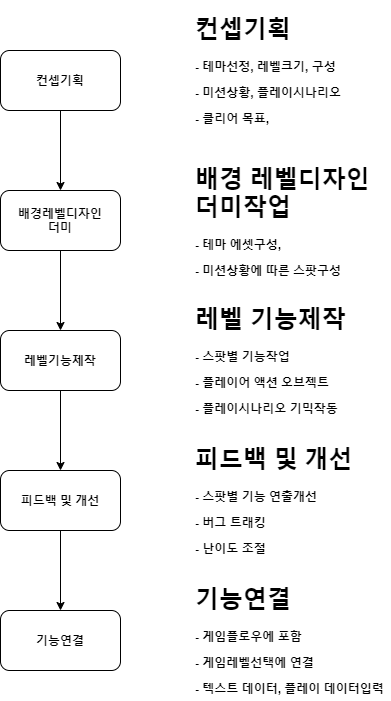 컨셉기획
컨셉기획
- 테마선정, 레벨크기, 구성
- 미션상황, 플레이시나리오
- 클리어 목표,
배경레벨디자인
더미
배경 레벨디자인
더미작업
- 테마 에셋구성,
- 미션상황에 따른 스팟구성
레벨기능제작
레벨 기능제작
- 스팟별 기능작업
- 플레이어 액션 오브젝트
- 플레이시나리오 기믹작동
피드백 및 개선
피드백 및 개선
- 스팟별 기능 연출개선
- 버그 트래킹
- 난이도 조절
기능연결
기능연결
- 게임플로우에 포함
- 게임레벨선택에 연결
- 텍스트 데이터, 플레이 데이터입력